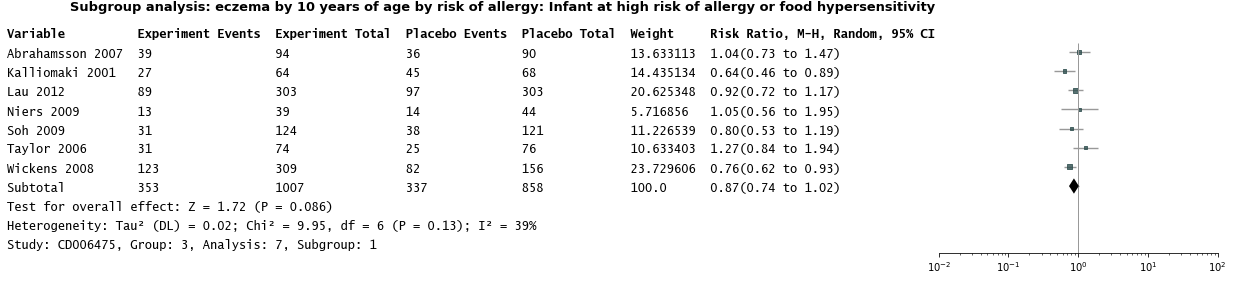 Subgroup analysis: eczema by 10 years of age by risk of allergy: Infant at high risk of allergy or food hypersensitivity
Variable Experiment Events Experiment Total Placebo Events Placebo Total Weight Risk Ratio, M-H, Random, 95% CI
Abrahamsson 2007 39 94 36 90 13.633113 1.04(0.73 to 1.47)
Kalliomaki 2001 27 64 45 68 14.435134 0.64(0.46 to 0.89)
Lau 2012 89 303 97 303 20.625348 0.92(0.72 to 1.17)
Niers 2009 13 39 14 44 5.716856 1.05(0.56 to 1.95)
Soh 2009 31 124 38 121 11.226539 0.80(0.53 to 1.19)
Taylor 2006 31 74 25 76 10.633403 1.27(0.84 to 1.94)
Wickens 2008 123 309 82 156 23.729606 0.76(0.62 to 0.93)
Subtotal 353 1007 337 858 100.0 0.87(0.74 to 1.02)
Test for overall effect: Z = 1.72 (P = 0.086)
Heterogeneity: Tau² (DL) = 0.02; Chi² = 9.95, df = 6 (P = 0.13); I² = 39%
Study: CD006475, Group: 3, Analysis: 7, Subgroup: 1
10⁻² 10⁻¹ 10⁰ 10¹ 10²